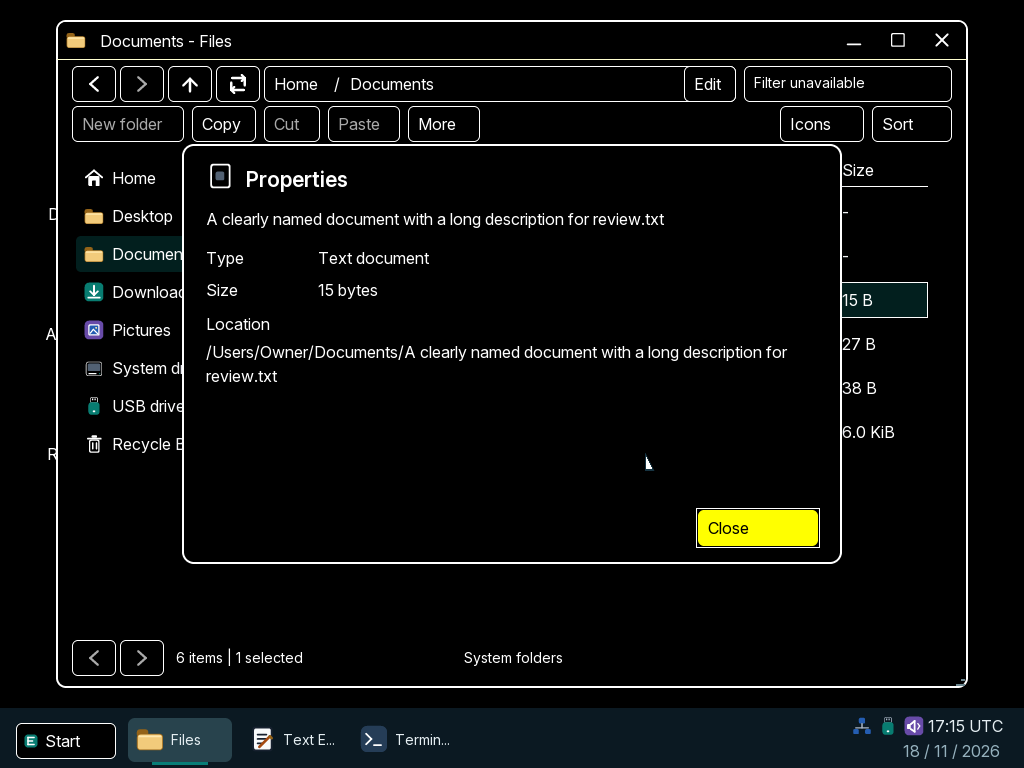 Documents - Files
Home / Documents
Edit
Filter unavailable
New folder
Copy
Cut
Paste
More
Icons
Sort
Home
Desktop
Documen
Downloa
Pictures
System dr
USB drive
Recycle B
D
A
R
Properties
A clearly named document with a long description for review.txt
Type Text document
Size 15 bytes
Location
/Users/Owner/Documents/A clearly named document with a long description for
review.txt
Close
Size
-
-
15 B
27 B
38 B
6.0 KiB
6 items | 1 selected
System folders
Start
Files
Text E...
Termin...
17:15 UTC
18 / 11 / 2026